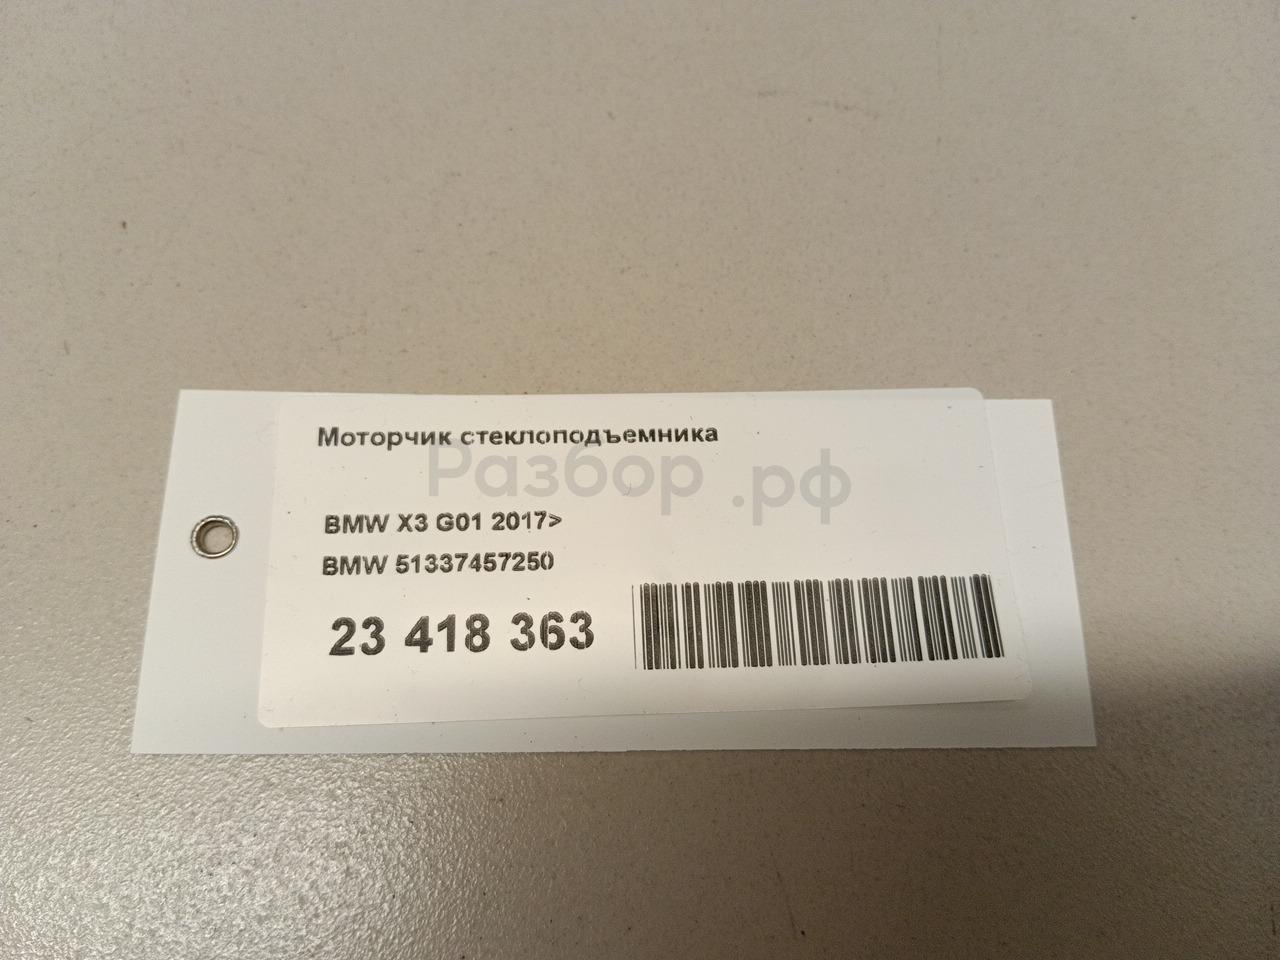 Моторчик стеклоподъемника
Разбор.рф
BMW X3 G01 2017>
BMW 51337457250
23 418 363